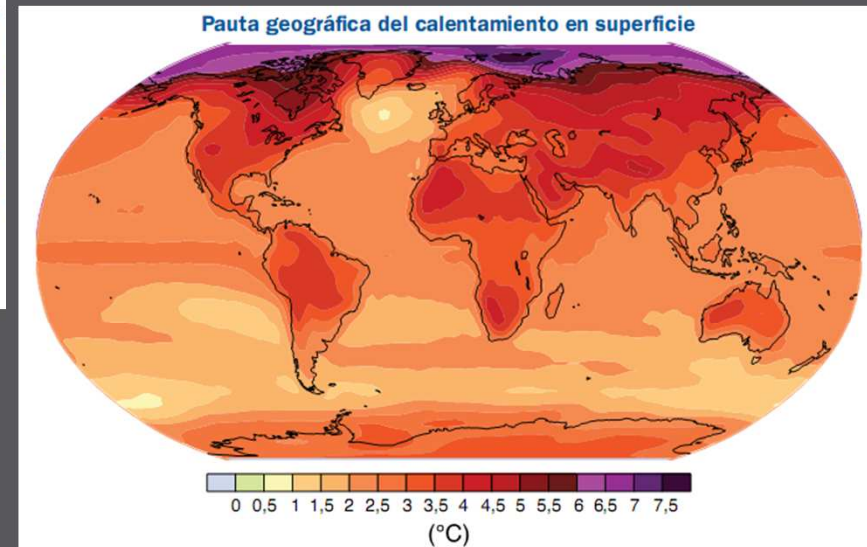 Pauta geográfica del calentamiento en superficie
0 0,5 1 1,5 2 2,5 3 3,5 4 4,5 5 5,5 6 6,5 7 7,5
(°C)